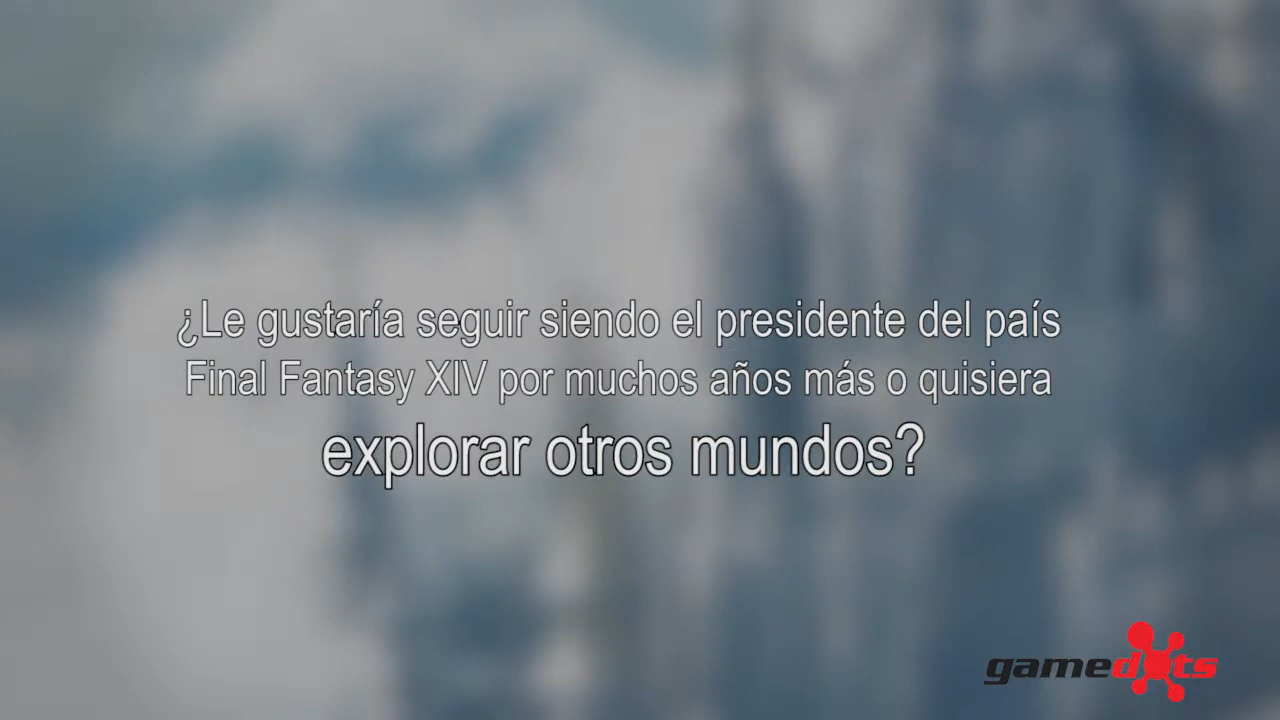 ¿Le gustaría seguir siendo el presidente del país
Final Fantasy XIV por muchos años más o quisiera
explorar otros mundos?
gamedots